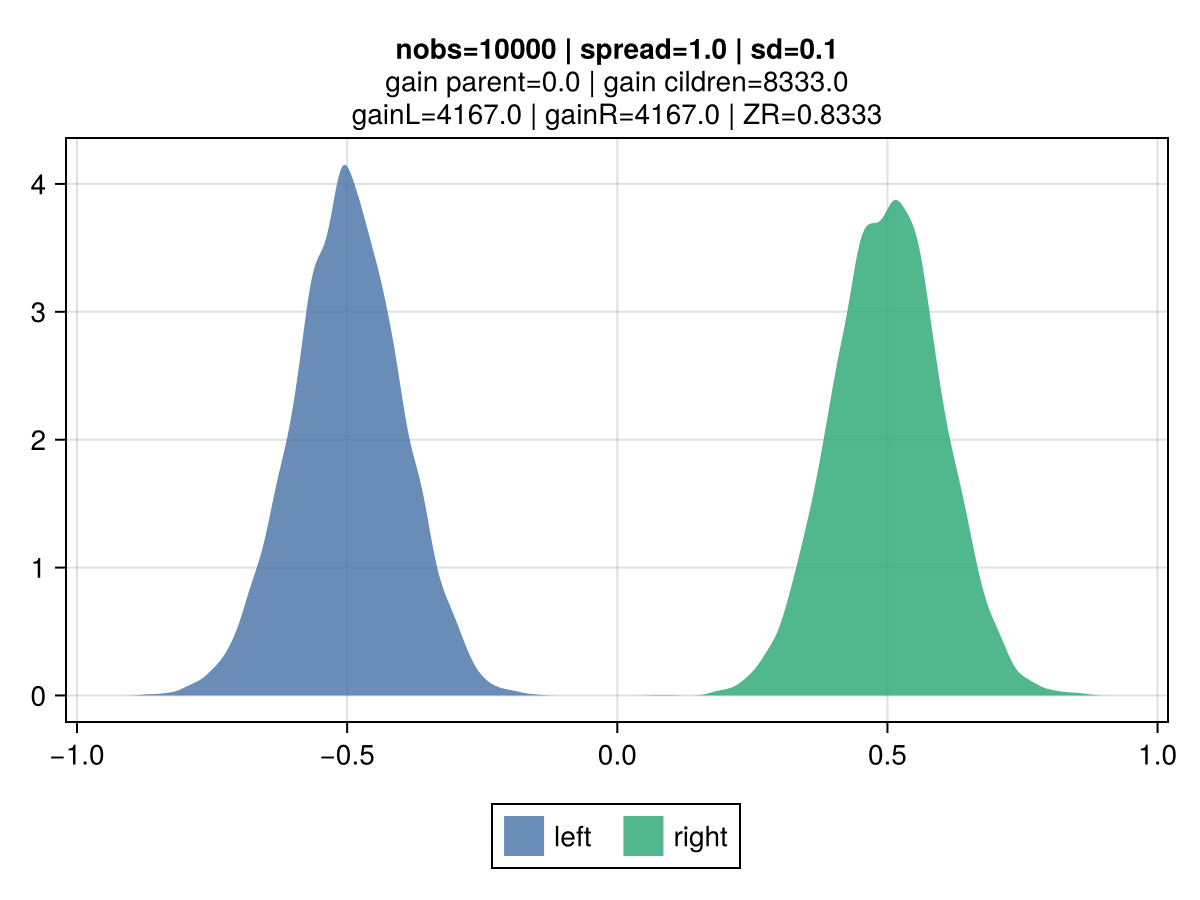 nobs=10000 | spread=1.0 | sd=0.1
gain parent=0.0 | gain cildren=8333.0
gainL=4167.0 | gainR=4167.0 | ZR=0.8333
4
3
2
1
0
−1.0 −0.5 0.0 0.5 1.0
left right